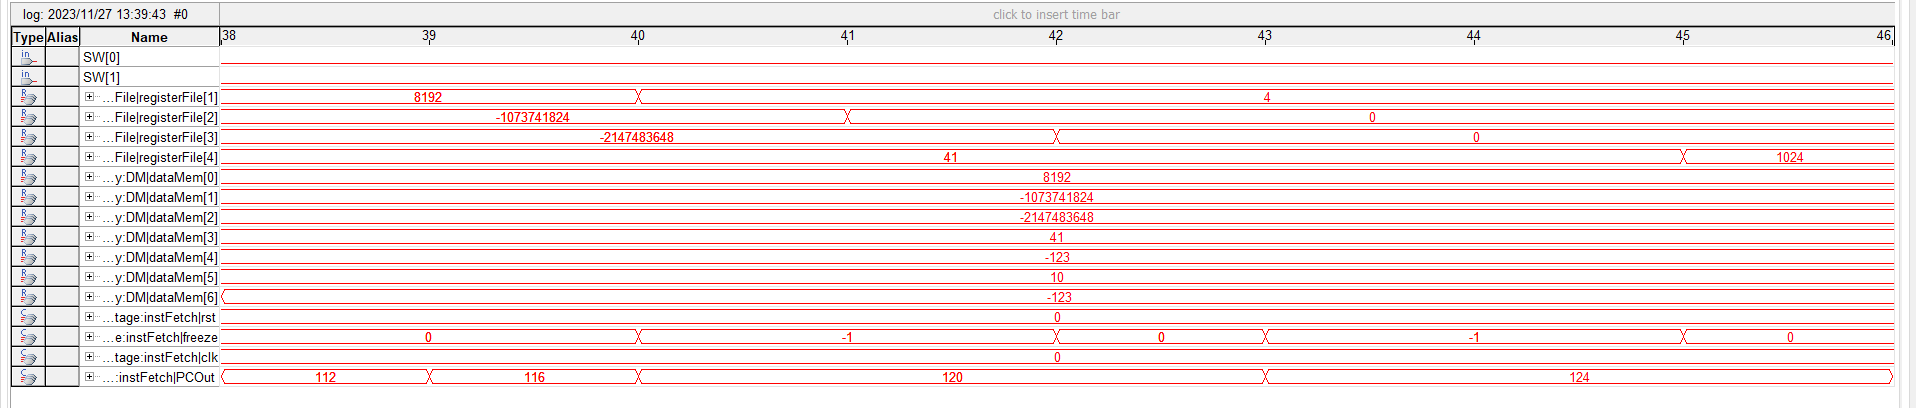 log: 2023/11/27 13:39:43 #0 click to insert time bar
Type Alias Name 38 39 40 41 42 43 44 45 46
in SW[0]
in SW[1]
R ...File|registerFile[1] 8192 4
R ...File|registerFile[2] -1073741824 0
R ...File|registerFile[3] -2147483648 0
R ...File|registerFile[4] 41 1024
R ...y:DM|dataMem[0] 8192
R ...y:DM|dataMem[1] -1073741824
R ...y:DM|dataMem[2] -2147483648
R ...y:DM|dataMem[3] 41
R ...y:DM|dataMem[4] -123
R ...y:DM|dataMem[5] 10
R ...y:DM|dataMem[6] -123
C ...tage:instFetch|rst 0
C ...e:instFetch|freeze 0 -1 0 -1 0
C ...tage:instFetch|clk 0
C ...:instFetch|PCOut 112 116 120 124